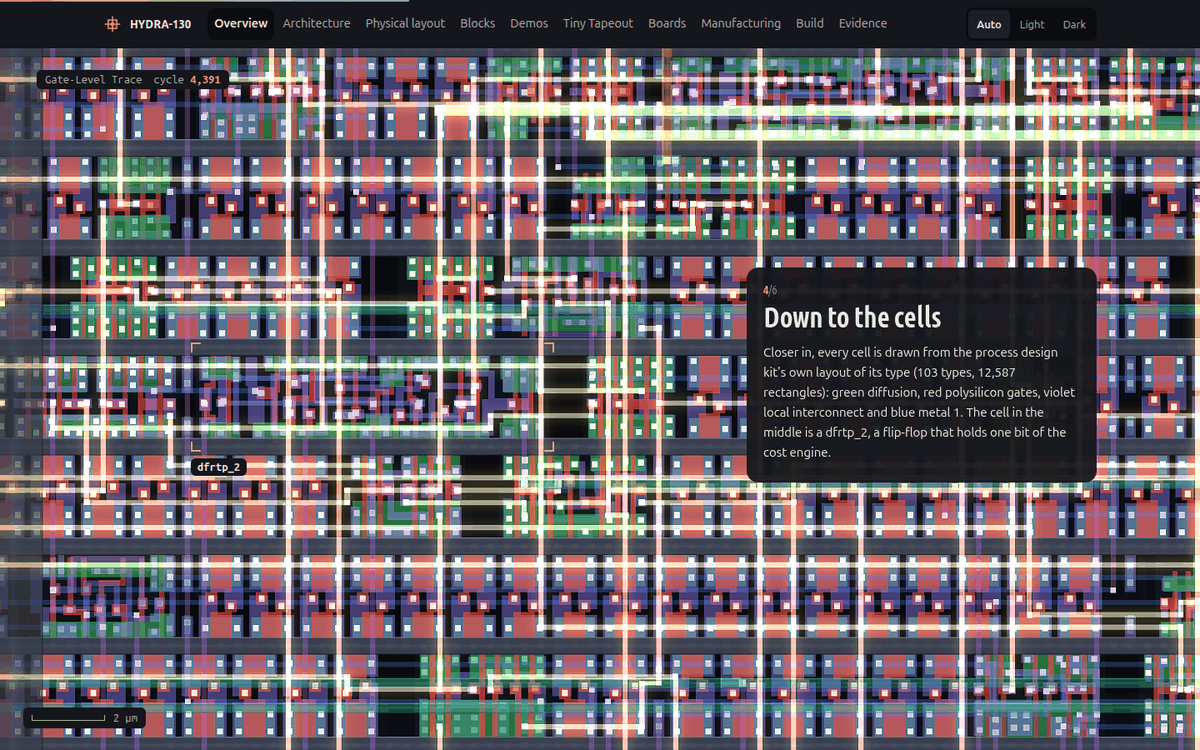 HYDRA-130 Overview Architecture Physical layout Blocks Demos Tiny Tapeout Boards Manufacturing Build Evidence Auto Light Dark
Gate-Level Trace cycle 4,391
4/6
Down to the cells
Closer in, every cell is drawn from the process design
kit's own layout of its type (103 types, 12,587
rectangles): green diffusion, red polysilicon gates, violet
local interconnect and blue metal 1. The cell in the
middle is a dfrtp_2, a flip-flop that holds one bit of the
cost engine.
dfrtp_2
2 µm